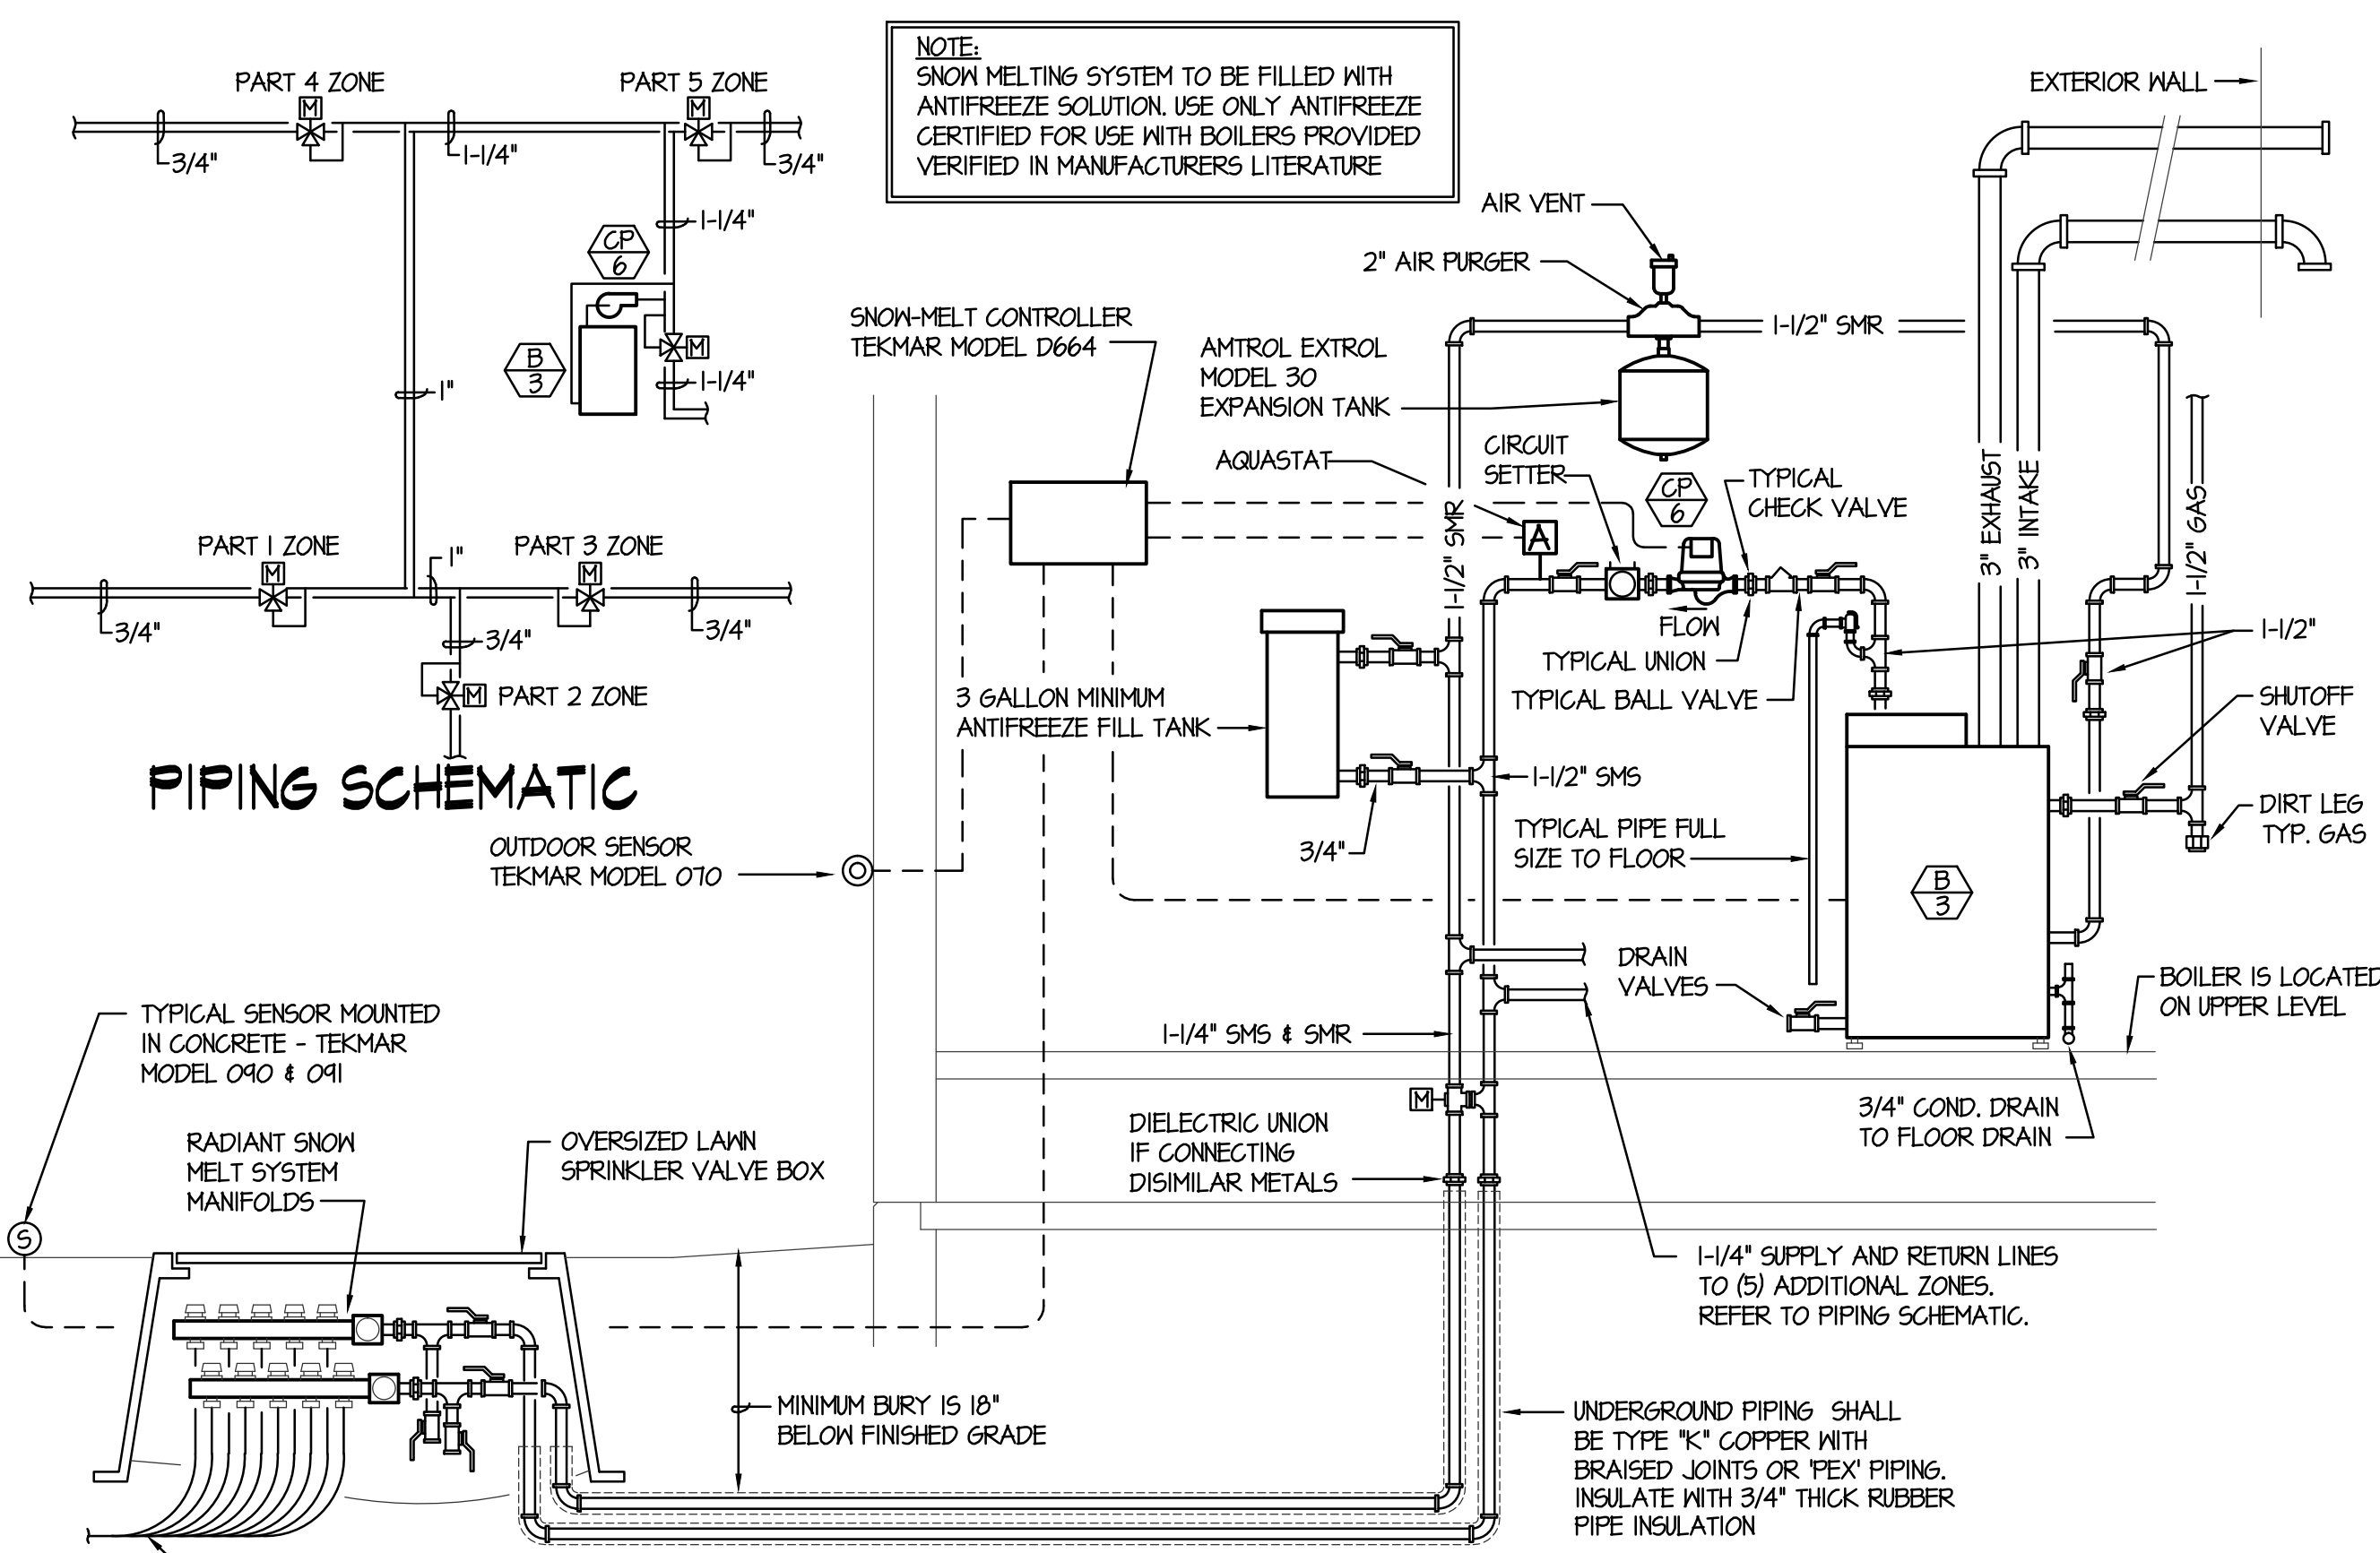 NOTE:
SNOW MELTING SYSTEM TO BE FILLED WITH
ANTIFREEZE SOLUTION. USE ONLY ANTIFREEZE
CERTIFIED FOR USE WITH BOILERS PROVIDED
VERIFIED IN MANUFACTURERS LITERATURE
PART 4 ZONE
M
3/4"
1-1/4"
PART 5 ZONE
M
3/4"
1-1/4"
CP
6
B
3
M
1-1/4"
1"
PART 1 ZONE
M
3/4"
1"
PART 3 ZONE
M
3/4"
3/4"
M
PART 2 ZONE
PIPING SCHEMATIC
EXTERIOR WALL
AIR VENT
2" AIR PURGER
1-1/2" SMR
SNOW-MELT CONTROLLER
TEKMAR MODEL D664
AMTROL EXTROL
MODEL 30
EXPANSION TANK
AQUASTAT
CIRCUIT
SETTER
CP
6
TYPICAL
CHECK VALVE
A
1-1/2" SMR
3" EXHAUST
3" INTAKE
1-1/2" GAS
FLOW
TYPICAL UNION
TYPICAL BALL VALVE
1-1/2"
SHUTOFF
VALVE
3 GALLON MINIMUM
ANTIFREEZE FILL TANK
1-1/2" SMS
3/4"
TYPICAL PIPE FULL
SIZE TO FLOOR
DIRT LEG
TYP. GAS
OUTDOOR SENSOR
TEKMAR MODEL 070
B
3
DRAIN
VALVES
BOILER IS LOCATED
ON UPPER LEVEL
1-1/4" SMS & SMR
TYPICAL SENSOR MOUNTED
IN CONCRETE - TEKMAR
MODEL 090 & 091
M
3/4" COND. DRAIN
TO FLOOR DRAIN
DIELECTRIC UNION
IF CONNECTING
DISIMILAR METALS
RADIANT SNOW
MELT SYSTEM
MANIFOLDS
OVERSIZED LAWN
SPRINKLER VALVE BOX
S
1-1/4" SUPPLY AND RETURN LINES
TO (5) ADDITIONAL ZONES.
REFER TO PIPING SCHEMATIC.
MINIMUM BURY IS 18"
BELOW FINISHED GRADE
UNDERGROUND PIPING SHALL
BE TYPE "K" COPPER WITH
BRAISED JOINTS OR 'PEX' PIPING.
INSULATE WITH 3/4" THICK RUBBER
PIPE INSULATION